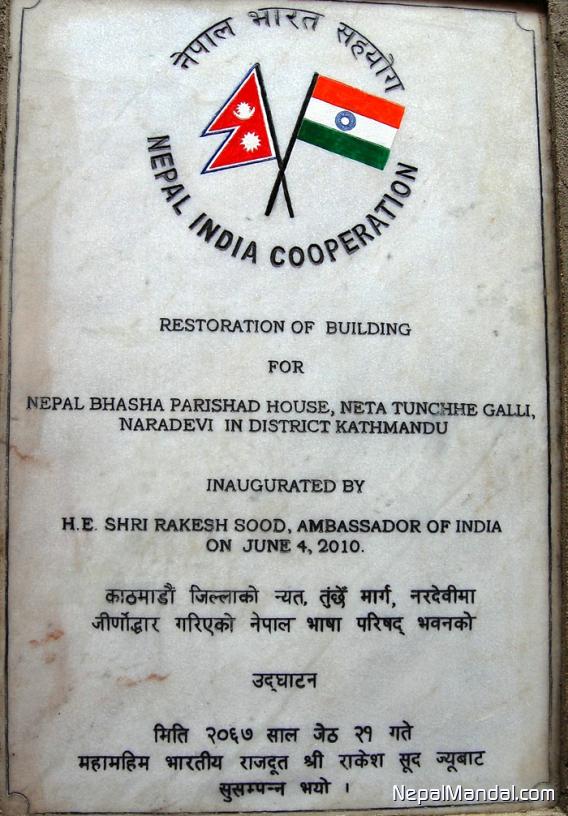 नेपाल भारत सहयोग
NEPAL INDIA COOPERATION
RESTORATION OF BUILDING
FOR
NEPAL BHASHA PARISHAD HOUSE, NETA TUNCHHE GALLI,
NARADEVI IN DISTRICT KATHMANDU
INAUGURATED BY
H.E. SHRI RAKESH SOOD, AMBASSADOR OF INDIA
ON JUNE 4, 2010.
काठमाडौं जिल्लाको न्यत, तुंछेँ मार्ग, नरदेवीमा
जीर्णोद्धार गरिएको नेपाल भाषा परिषद् भवनको
उद्घाटन
मिति २०६७ साल जेठ २१ गते
महामहिम भारतीय राजदूत श्री राकेश सूद ज्यूबाट
सुसम्पन्न भयो ।
NepalMandal.com